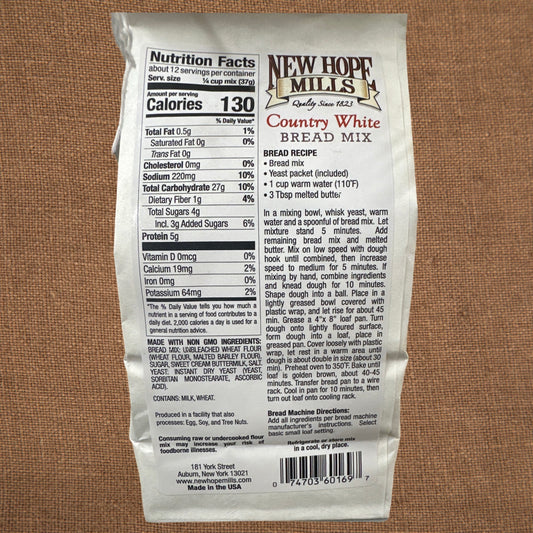 Nutrition Facts
about 12 servings per container
Serv. size ¼ cup mix (37g)
Amount per serving
Calories 130
% Daily Value*
Total Fat 0.5g 1%
Saturated Fat 0g 0%
Trans Fat 0g
Cholesterol 0mg 0%
Sodium 220mg 10%
Total Carbohydrate 27g 10%
Dietary Fiber 1g 4%
Total Sugars 4g
Incl. 3g Added Sugars 6%
Protein 5g
Vitamin D 0mcg 0%
Calcium 19mg 2%
Iron 0mg 0%
Potassium 64mg 2%
*The % Daily Value tells you how much a
nutrient in a serving of food contributes to a
daily diet. 2,000 calories a day is used for
general nutrition advice.
MADE WITH NON GMO INGREDIENTS:
BREAD MIX: UNBLEACHED WHEAT FLOUR
(WHEAT FLOUR, MALTED BARLEY FLOUR),
SUGAR, SWEET CREAM BUTTERMILK, SALT.
YEAST: INSTANT DRY YEAST (YEAST,
SORBITAN MONOSTEARATE, ASCORBIC
ACID).
CONTAINS: MILK, WHEAT.
Produced in a facility that also
processes: Egg, Soy, and Tree Nuts.
Consuming raw or undercooked flour
mix may increase your risk of
foodborne illnesses.
181 York Street
Auburn, New York 13021
www.newhopemills.com
Made in the USA
NEW HOPE
MILLS
Quality Since 1823
Country White
BREAD MIX
BREAD RECIPE
• Bread mix
• Yeast packet (included)
• 1 cup warm water (110°F)
• 3 Tbsp melted butter
In a mixing bowl, whisk yeast, warm
water and a spoonful of bread mix. Let
mixture stand 5 minutes. Add
remaining bread mix and melted
butter. Mix on low speed with dough
hook until combined, then increase
speed to medium for 5 minutes. If
mixing by hand, combine ingredients
and knead dough for 10 minutes.
Shape dough into a ball. Place in a
lightly greased bowl covered with
plastic wrap, and let rise for about 45
min. Grease a 4"x 8" loaf pan. Turn
dough onto lightly floured surface,
form dough into a loaf, place in
greased pan. Cover loosely with plastic
wrap, let rest in a warm area until
dough is about double in size (about 30
min). Preheat oven to 350°F. Bake until
loaf is golden brown, about 40-45
minutes. Transfer bread pan to a wire
rack. Cool in pan for 10 minutes, then
turn out loaf onto cooling rack.
Bread Machine Directions:
Add all ingredients per bread machine
manufacturer's instructions. Select
basic small loaf setting.
Refrigerate or store mix
in a cool, dry place.
0 74703 60169 7